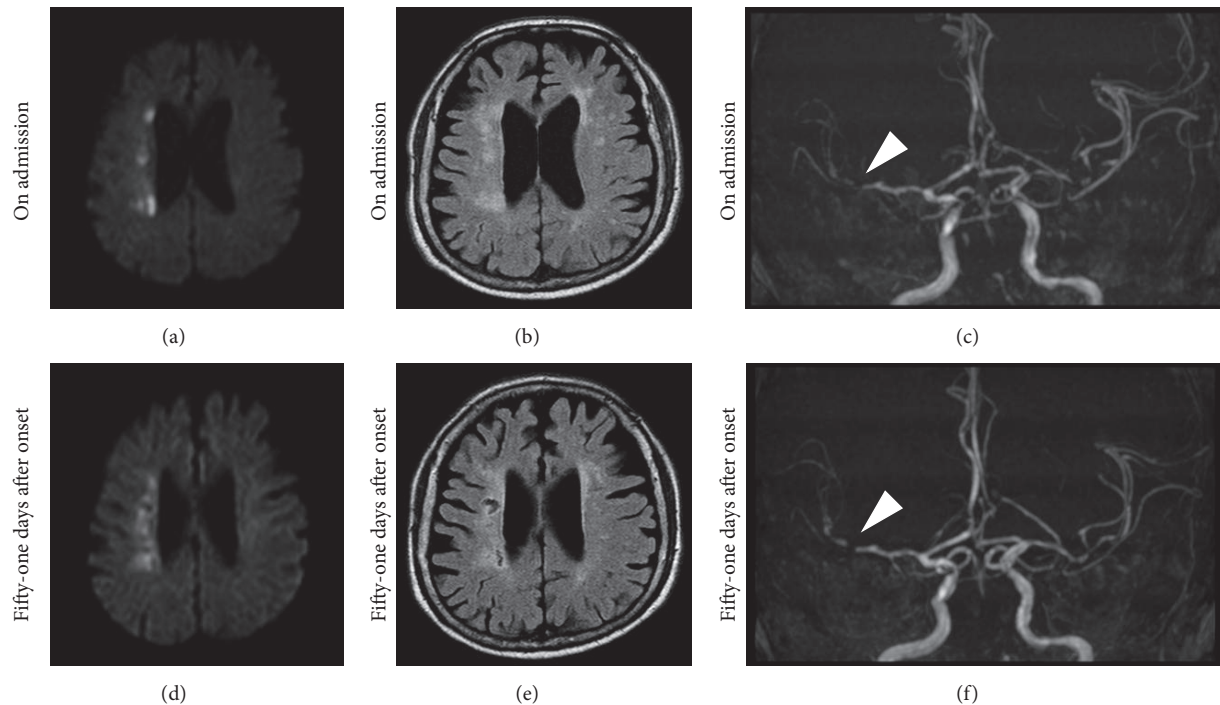 On admission
On admission
On admission
(a)
(b)
(c)
Fifty-one days after onset
Fifty-one days after onset
Fifty-one days after onset
(d)
(e)
(f)